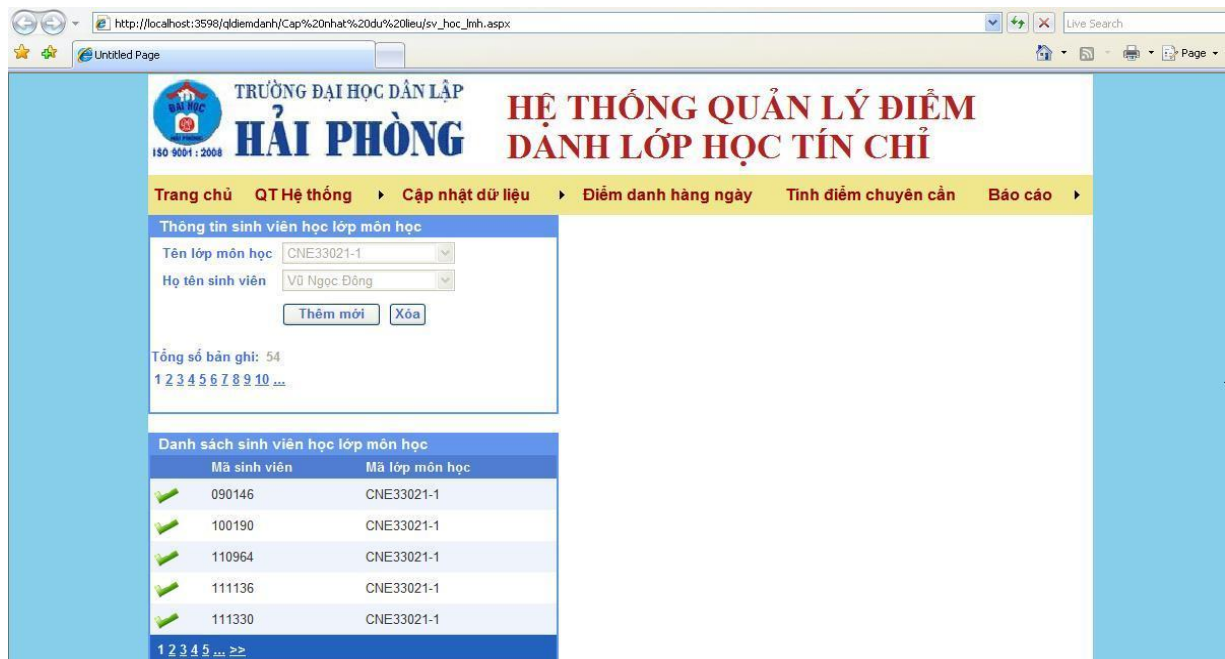 http://localhost:3598/qldiemdanh/Cap%20nhat%20du%20lieu/sv_hoc_lmh.aspx
Live Search
Untitled Page
Page
ĐẠI HỌC
HẢI PHÒNG
ISO 9001 : 2008
TRƯỜNG ĐẠI HỌC DÂN LẬP
HẢI PHÒNG
HỆ THỐNG QUẢN LÝ ĐIỂM
DANH LỚP HỌC TÍN CHỈ
Trang chủ QT Hệ thống Cập nhật dữ liệu Điểm danh hàng ngày Tính điểm chuyên cần Báo cáo
Thông tin sinh viên học lớp môn học
Tên lớp môn học CNE33021-1
Họ tên sinh viên Vũ Ngọc Đông
Thêm mới Xóa
Tổng số bản ghi: 54
1 2 3 4 5 6 7 8 9 10 ...
Danh sách sinh viên học lớp môn học
Mã sinh viên Mã lớp môn học
090146 CNE33021-1
100190 CNE33021-1
110964 CNE33021-1
111136 CNE33021-1
111330 CNE33021-1
1 2 3 4 5 ... >>